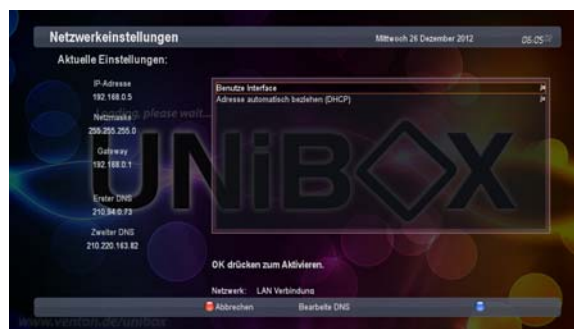 Netzwerkeinstellungen
Mittwoch 26 Dezember 2012
06:05
Aktuelle Einstellungen:
IP-Adresse
192.168.0.5
Netzmaske
255.255.255.0
Gateway
192.168.0.1
Erster DNS
210.94.0.73
Zweiter DNS
210.220.163.82
Loading, please wait...
Benutze Interface
Adresse automatisch beziehen (DHCP)
UNiBOX
OK drücken zum Aktivieren.
Netzwerk: LAN Verbindung
Abbrechen
Bearbeite DNS
www.venton.de/unibox